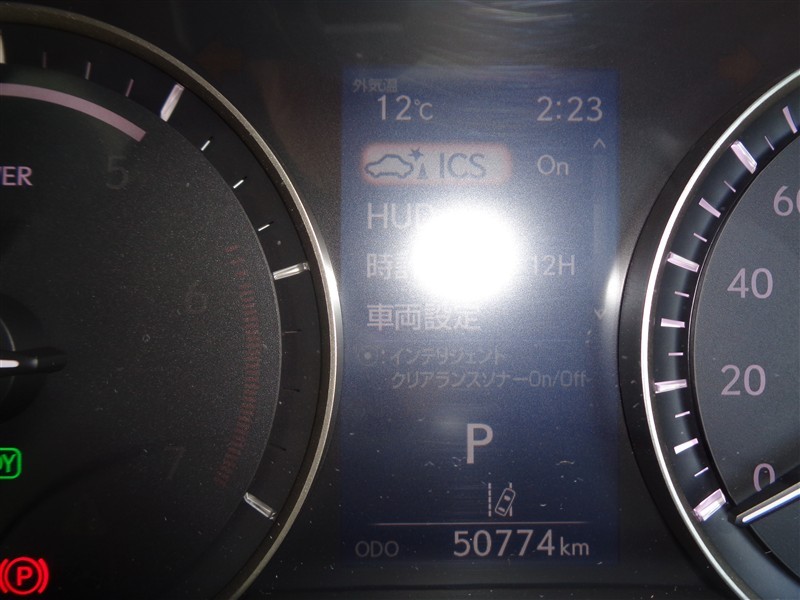 外気温
12℃ 2:23
ICS On
HUD
12H
車両設定
: インテリジェント
クリアランスソナーOn/Off
P
ODO 50774km
5
6
7
P
60
40
20
0